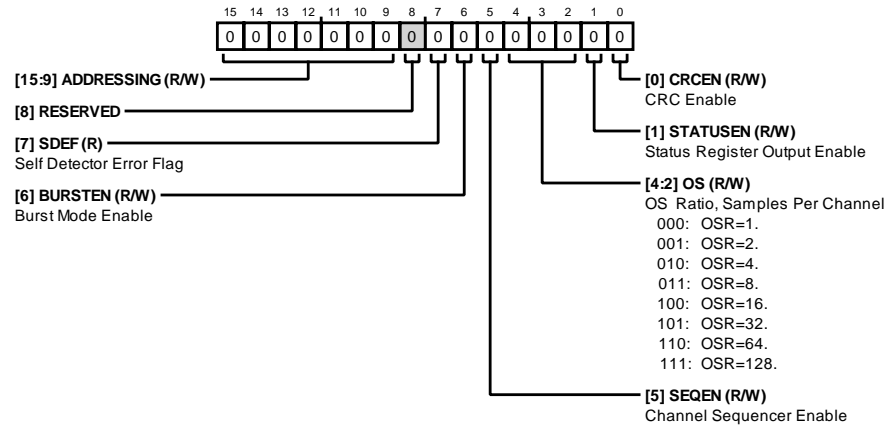 15 14 13 12 11 10 9 8 7 6 5 4 3 2 1 0
0 0 0 0 0 0 0 0 0 0 0 0 0 0 0 0
[15:9] ADDRESSING (R/W)
[8] RESERVED
[7] SDEF (R)
Self Detector Error Flag
[6] BURSTEN (R/W)
Burst Mode Enable
[0] CRCEN (R/W)
CRC Enable
[1] STATUSEN (R/W)
Status Register Output Enable
[4:2] OS (R/W)
OS Ratio, Samples Per Channel
000: OSR=1.
001: OSR=2.
010: OSR=4.
011: OSR=8.
100: OSR=16.
101: OSR=32.
110: OSR=64.
111: OSR=128.
[5] SEQEN (R/W)
Channel Sequencer Enable